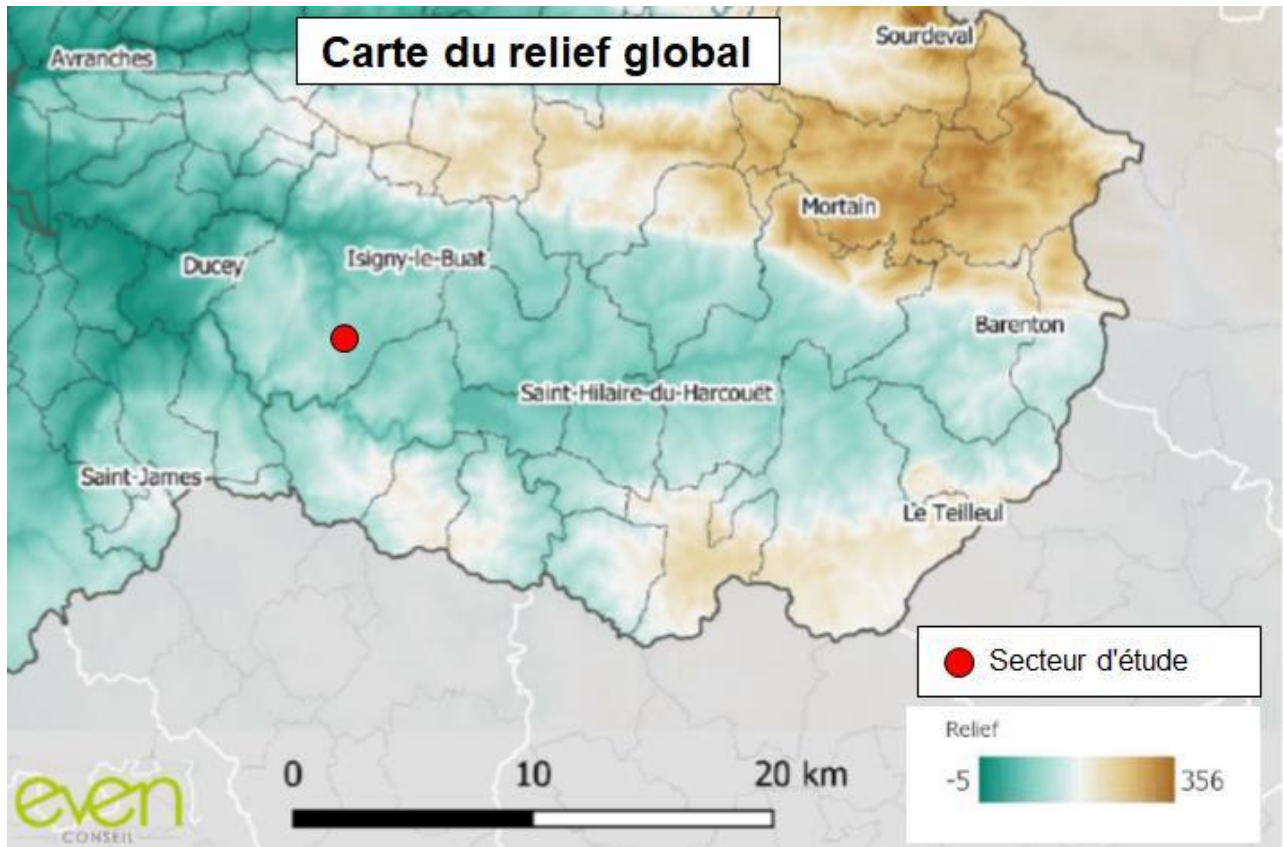 Carte du relief global
Sourdeval
Avranches
Mortain
Isigny-le-Buat
Ducey
Barenton
Saint-Hilaire-du-Harcouët
Saint-James
Le Teilleul
Secteur d'étude
Relief
-5 356
0 10 20 km
even
CONSEIL